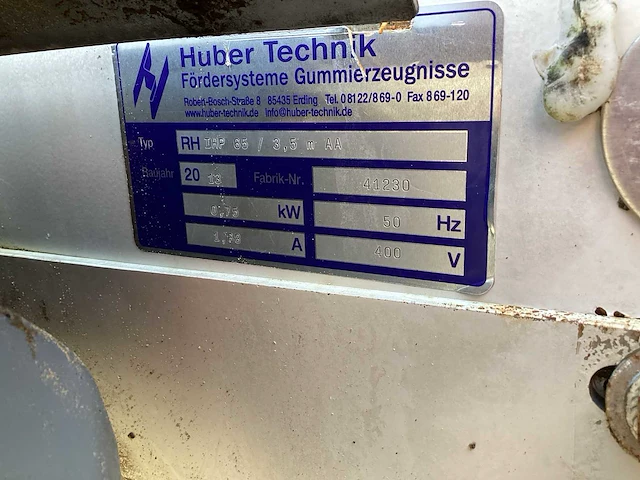 Huber Technik
Fördersysteme Gummierzeugnisse
Robert-Bosch-Straße 8 85435 Erding Tel. 08122/869-0 Fax 869-120
www.huber-technik.de info@huber-technik.de
Typ RH 65 / 3,5 m AA
Baujahr 20 Fabrik-Nr. 41230
0,75 kW 50 Hz
A 400 V